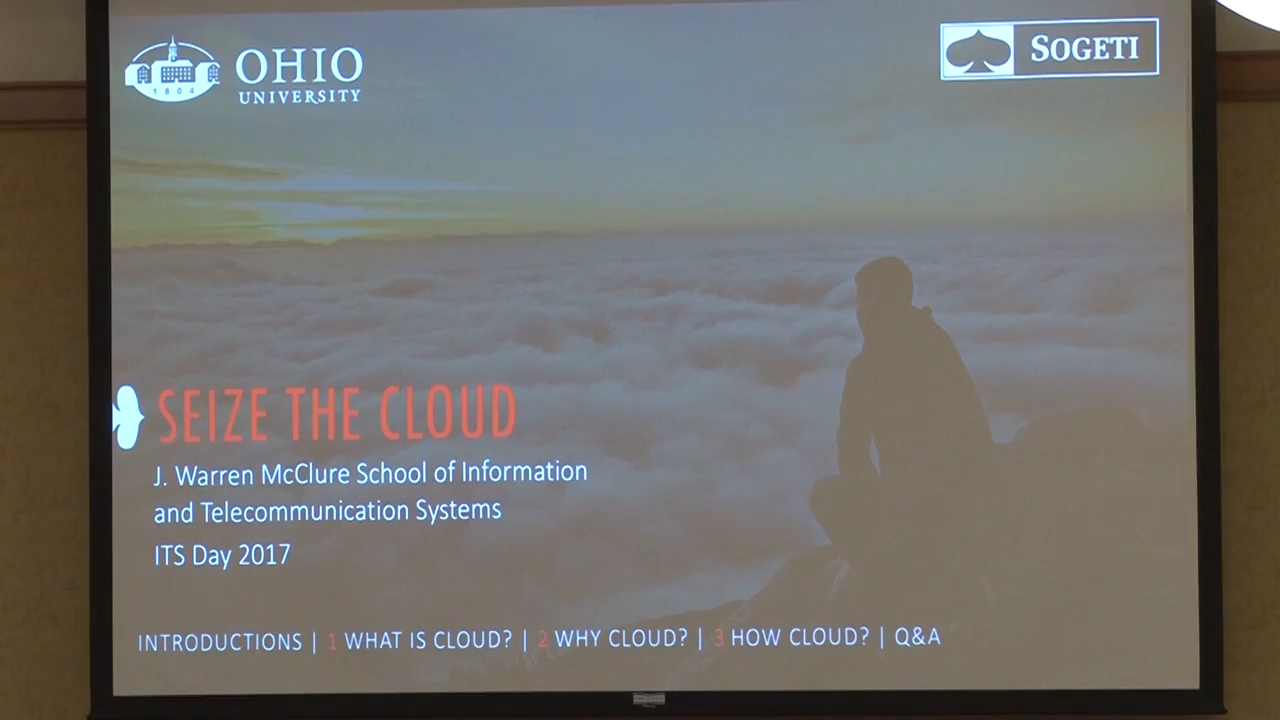 OHIO
UNIVERSITY
1804
SOGETI
SEIZE THE CLOUD
J. Warren McClure School of Information
and Telecommunication Systems
ITS Day 2017
INTRODUCTIONS | 1 WHAT IS CLOUD? | 2 WHY CLOUD? | 3 HOW CLOUD? | Q&A